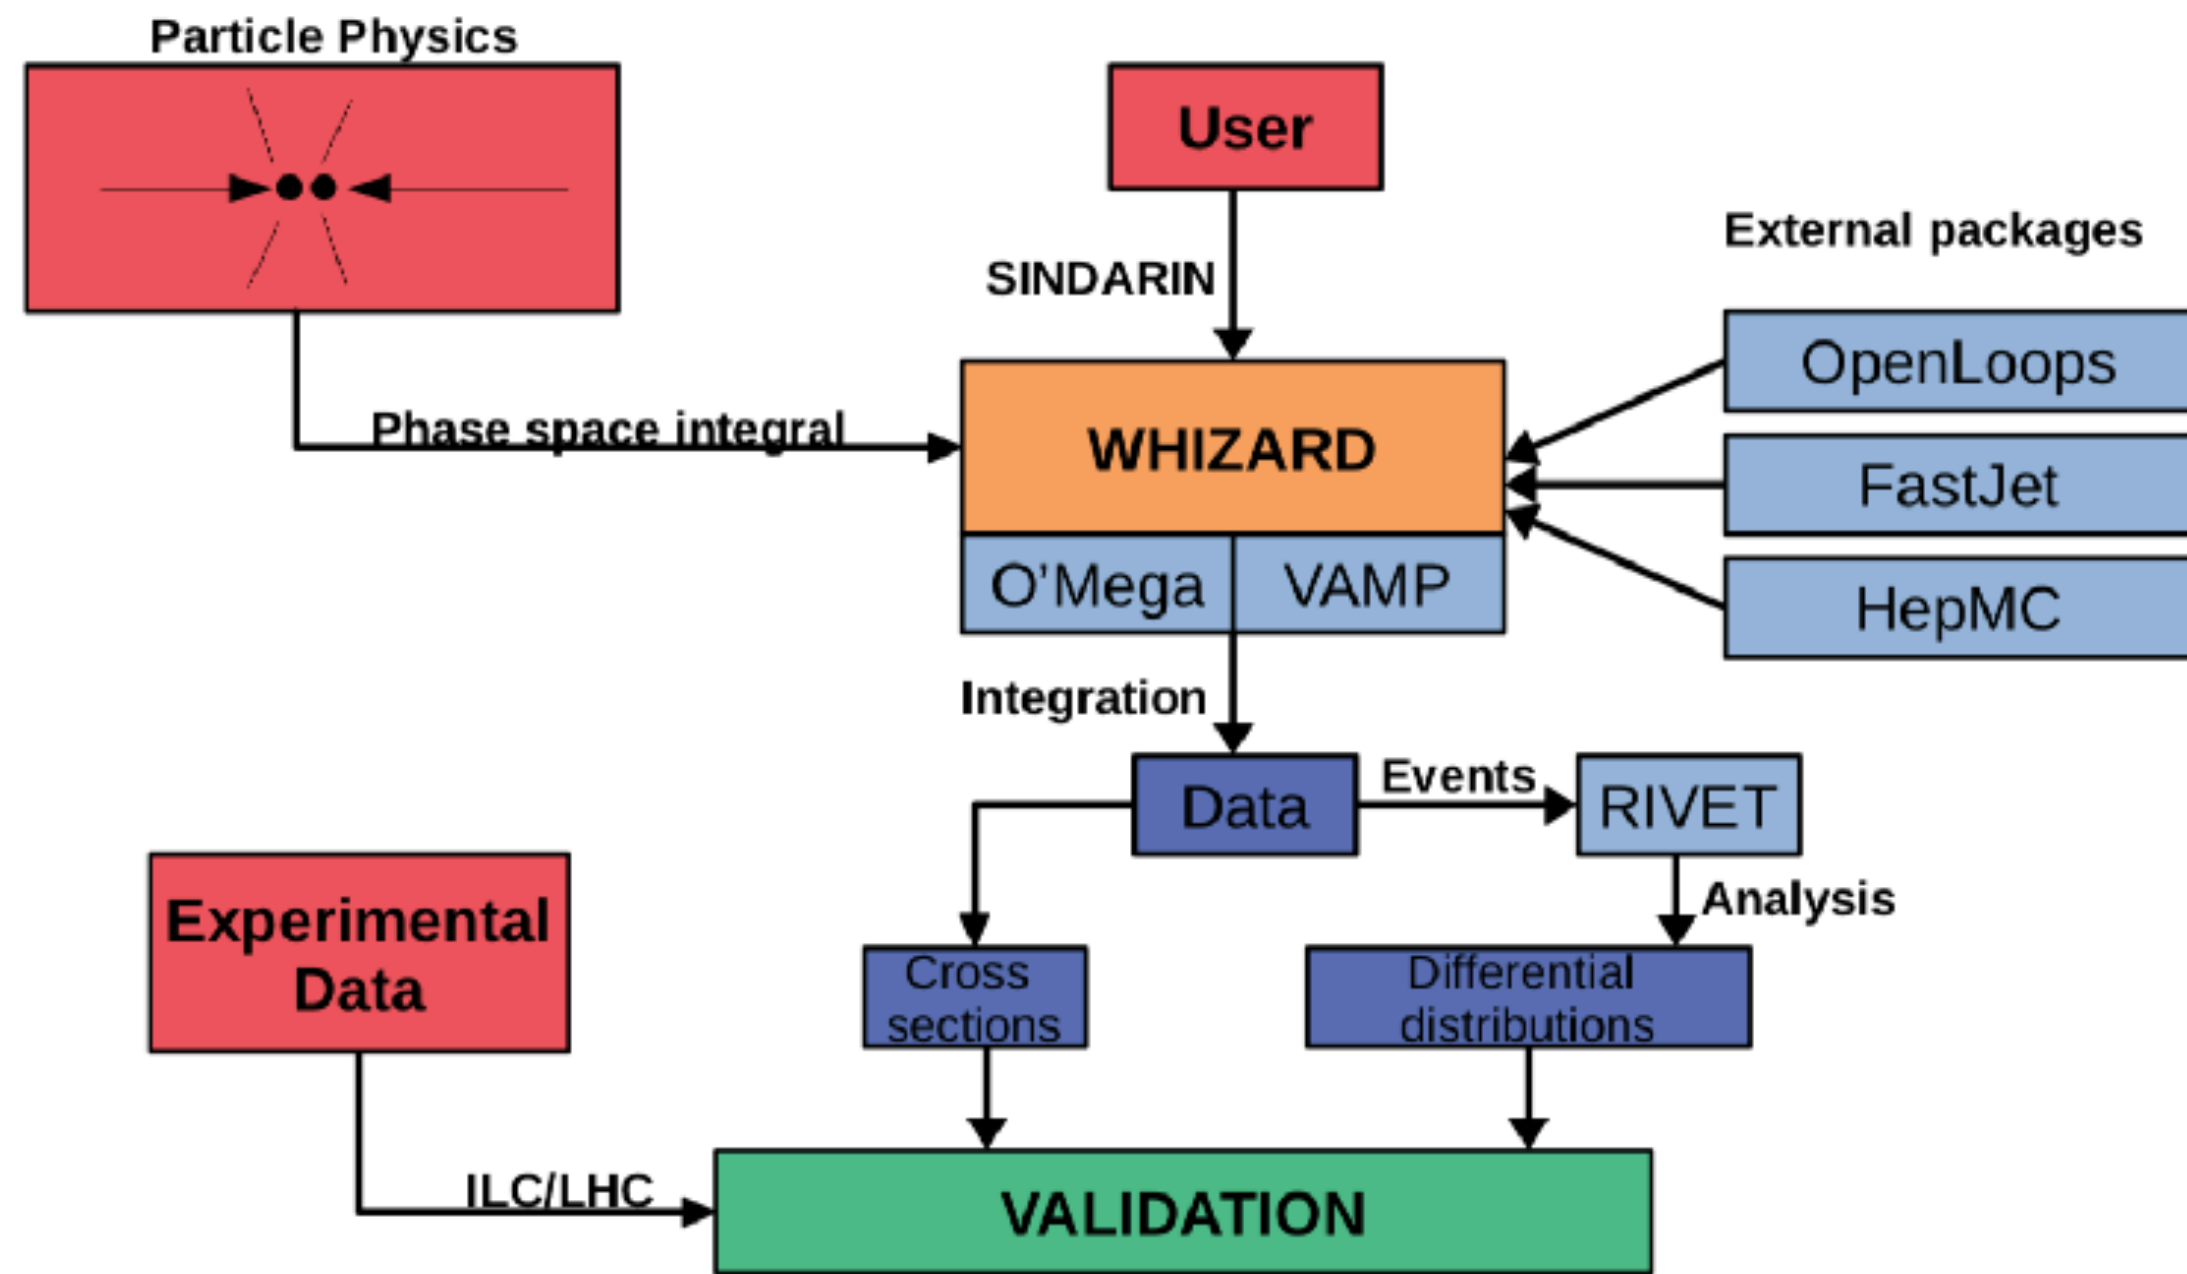 Particle Physics
User
SINDARIN
External packages
OpenLoops
Phase space integral
WHIZARD
FastJet
O'Mega
VAMP
HepMC
Integration
Data
Events
RIVET
Analysis
Experimental
Data
Cross
sections
Differential
distributions
ILC/LHC
VALIDATION